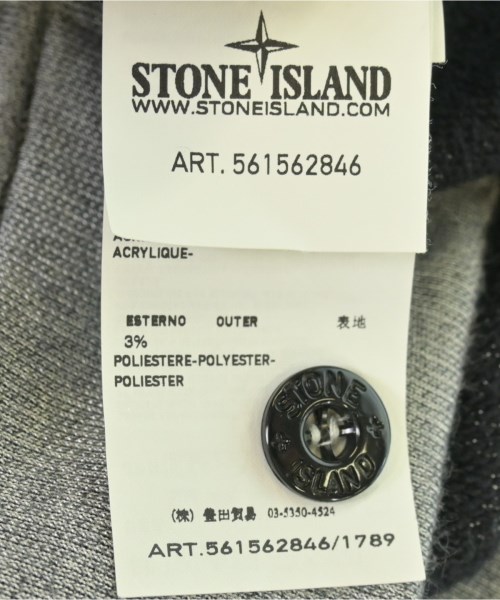 STONE ISLAND
WWW.STONEISLAND.COM
ART. 561562846
ACRYLIQUE-
ESTERNO OUTER 表地
3%
POLIESTERE-POLYESTER-
POLIESTER
STONE
ISLAND
(株) 豊田貿易 03-5350-4524
ART.561562846/1789